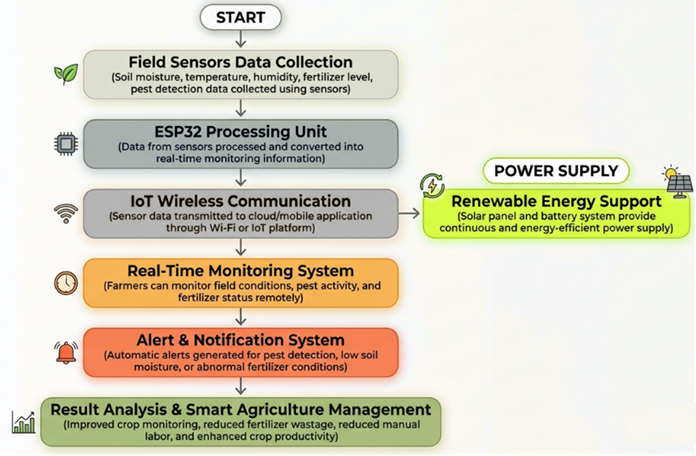 START
Field Sensors Data Collection
(Soil moisture, temperature, humidity, fertilizer level,
pest detection data collected using sensors)
ESP32 Processing Unit
(Data from sensors processed and converted into
real-time monitoring information)
IoT Wireless Communication
(Sensor data transmitted to cloud/mobile application
through Wi-Fi or IoT platform)
POWER SUPPLY
Renewable Energy Support
(Solar panel and battery system provide
continuous and energy-efficient power supply)
Real-Time Monitoring System
(Farmers can monitor field conditions, pest activity, and
fertilizer status remotely)
Alert & Notification System
(Automatic alerts generated for pest detection, low soil
moisture, or abnormal fertilizer conditions)
Result Analysis & Smart Agriculture Management
(Improved crop monitoring, reduced fertilizer wastage, reduced manual
labor, and enhanced crop productivity)